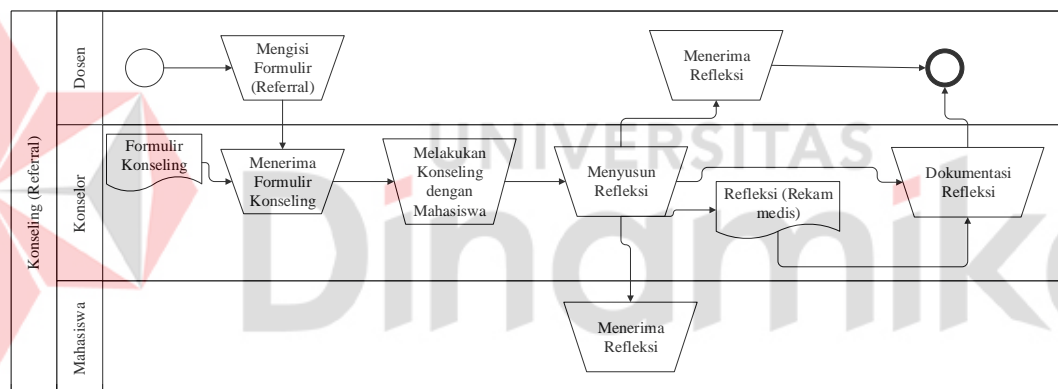 Konseling (Referral)
Dosen
Mengisi
Formulir
(Referral)
Menerima
Refleksi
Konselor
Formulir
Konseling
Menerima
Formulir
Konseling
Melakukan
Konseling
dengan
Mahasiswa
Menyusun
Refleksi
Refleksi (Rekam
medis)
Dokumentasi
Refleksi
Mahasiswa
Menerima
Refleksi
UNIVERSITAS
Dinamika